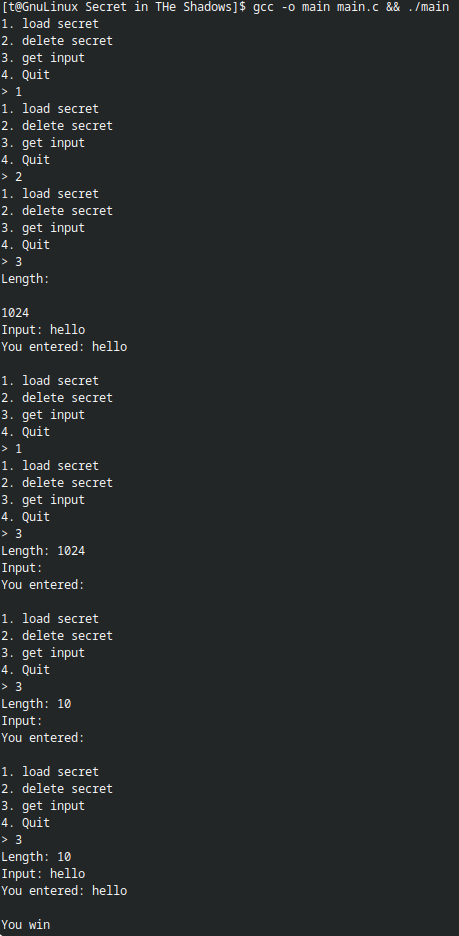 [t@GnuLinux Secret in THe Shadows]$ gcc -o main main.c && ./main
1. load secret
2. delete secret
3. get input
4. Quit
> 1
1. load secret
2. delete secret
3. get input
4. Quit
> 2
1. load secret
2. delete secret
3. get input
4. Quit
> 3
Length:
1024
Input: hello
You entered: hello
1. load secret
2. delete secret
3. get input
4. Quit
> 1
1. load secret
2. delete secret
3. get input
4. Quit
> 3
Length: 1024
Input:
You entered:
1. load secret
2. delete secret
3. get input
4. Quit
> 3
Length: 10
Input:
You entered:
1. load secret
2. delete secret
3. get input
4. Quit
> 3
Length: 10
Input: hello
You entered: hello
You win